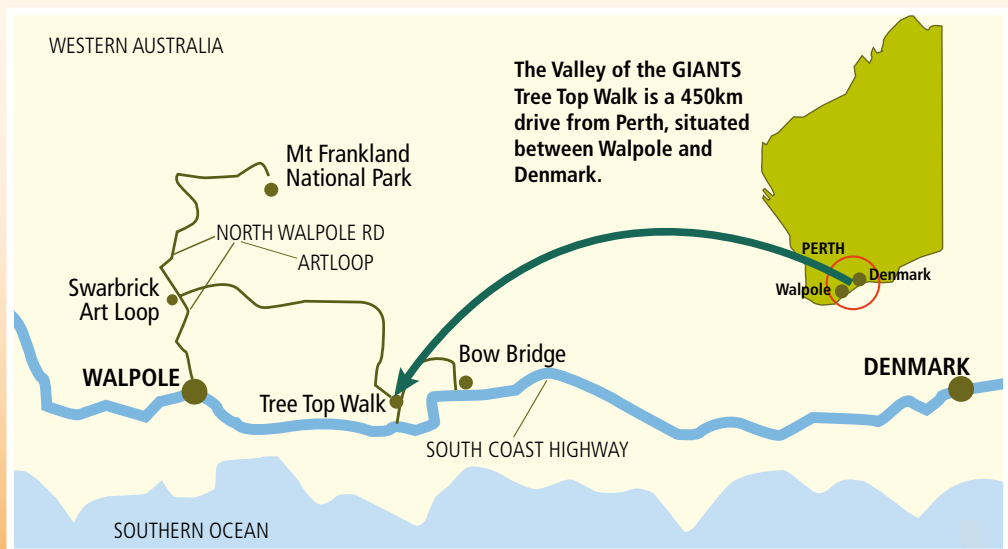 WESTERN AUSTRALIA
The Valley of the GIANTS
Tree Top Walk is a 450km
drive from Perth, situated
between Walpole and
Denmark.
Mt Frankland
National Park
NORTH WALPOLE RD
ARTLOOP
PERTH
Denmark
Walpole
Swarbrick
Art Loop
Bow Bridge
WALPOLE
DENMARK
Tree Top Walk
SOUTH COAST HIGHWAY
SOUTHERN OCEAN